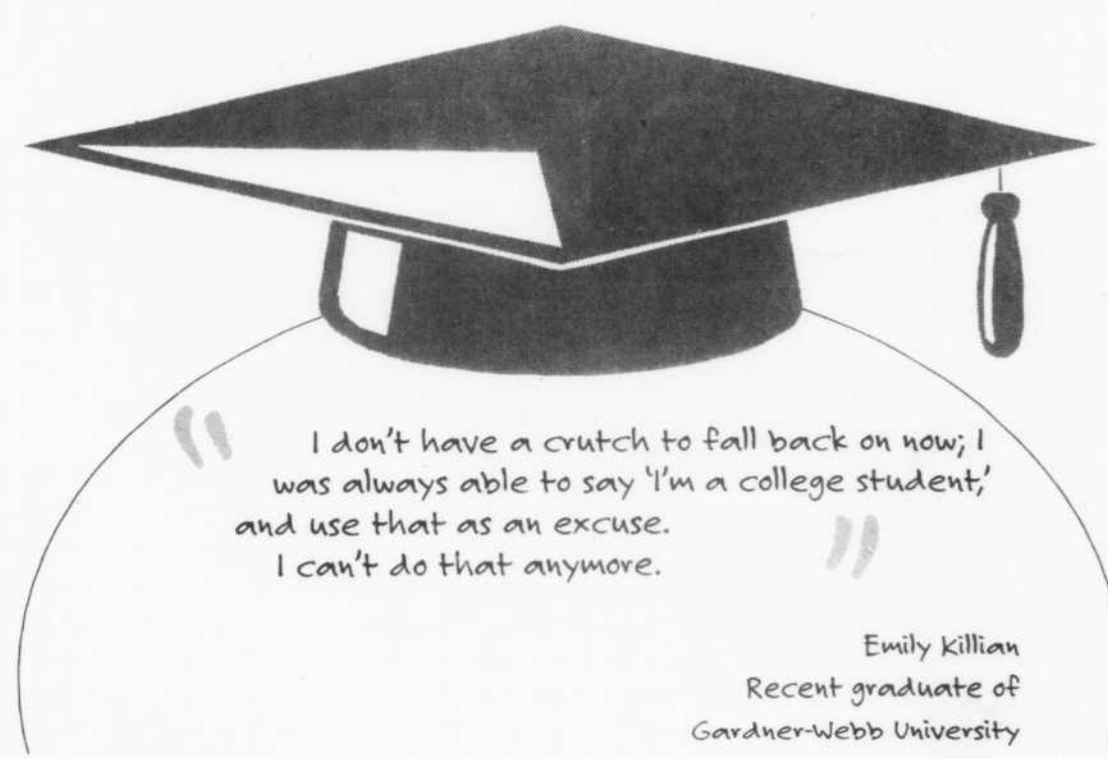 "I don't have a crutch to fall back on now; I
was always able to say 'I'm a college student,'
and use that as an excuse.
I can't do that anymore."
Emily Killian
Recent graduate of
Gardner-Webb University